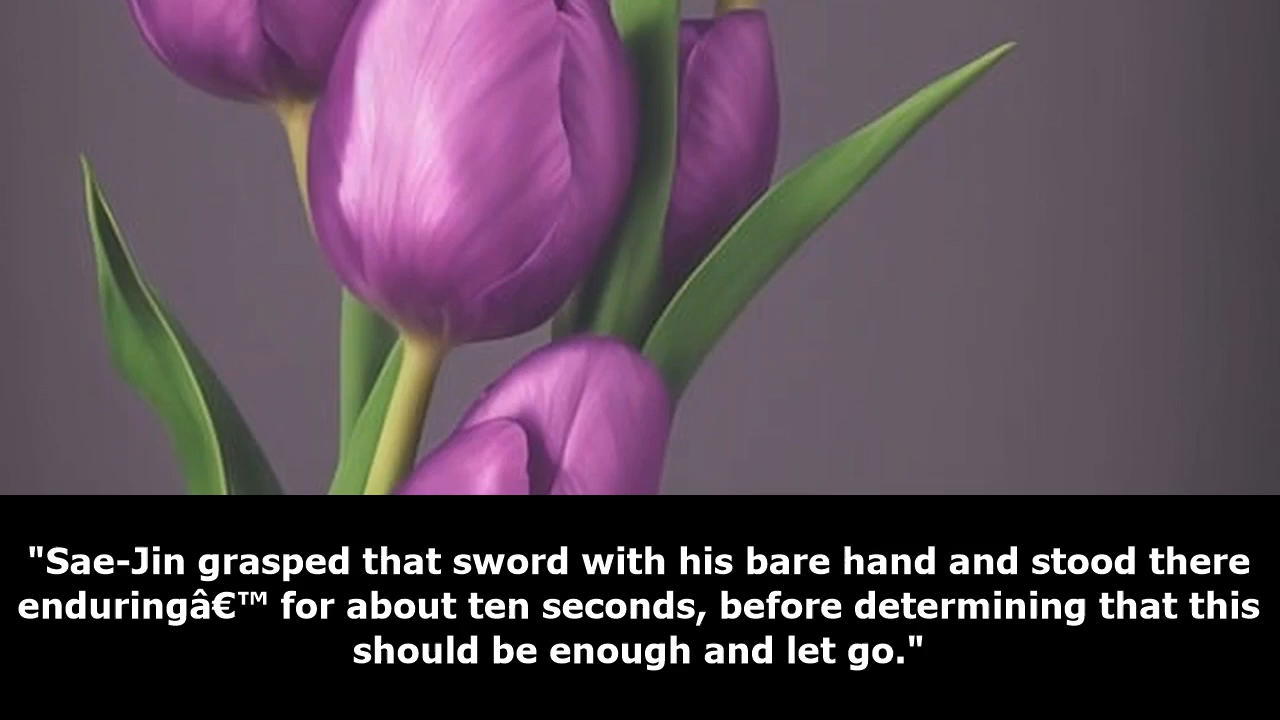 "Sae-Jin grasped that sword with his bare hand and stood there
enduringâ€™ for about ten seconds, before determining that this
should be enough and let go."